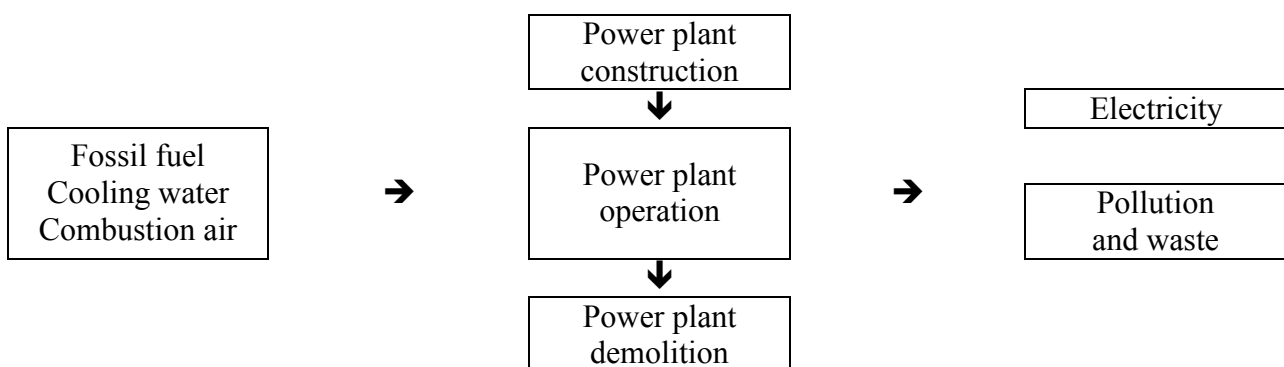 Power plant
construction
Electricity
Fossil fuel
Cooling water
Combustion air
Power plant
operation
Pollution
and waste
Power plant
demolition